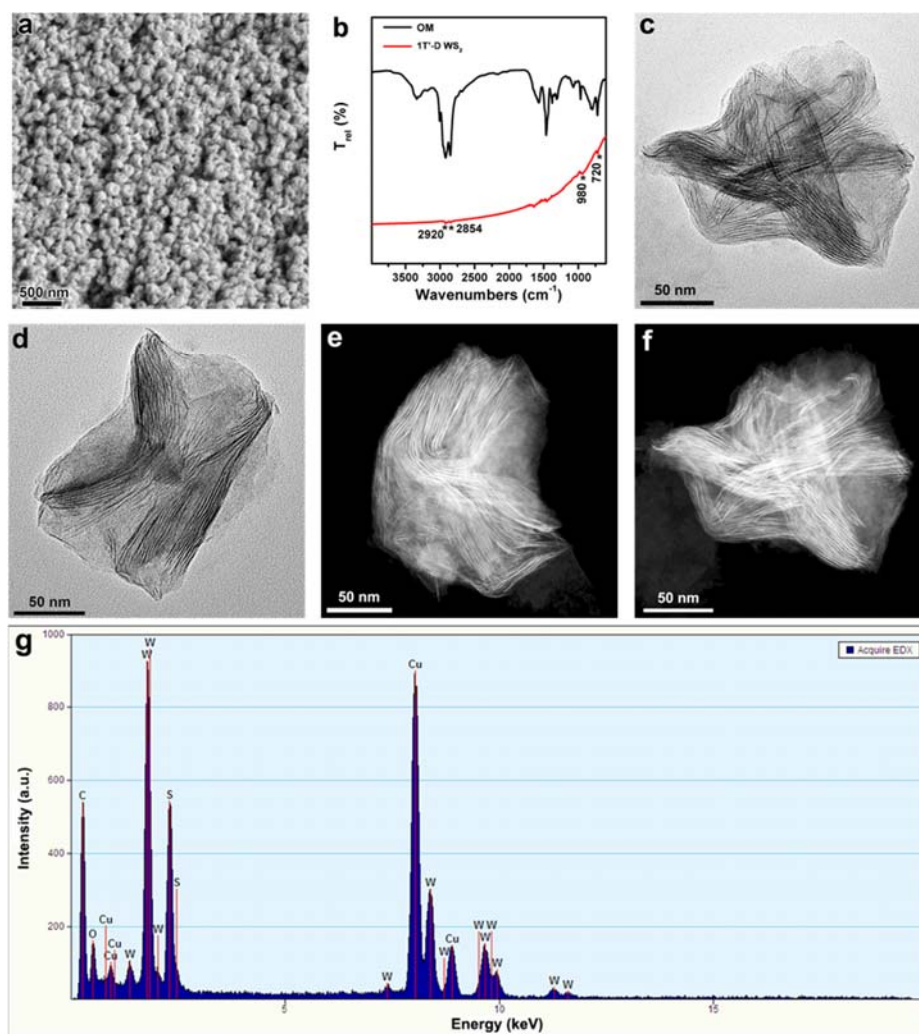 a
500 nm
b
OM
1T'-D WS₂
T_rel (%)
2920 ** 2854
980 *
720 *
3500 3000 2500 2000 1500 1000
Wavenumbers (cm⁻¹)
c
50 nm
d
50 nm
e
50 nm
f
50 nm
g
Acquire EDX
Intensity (a.u.)
1000
800
600
400
200
C
O
Cu
Cu
Cu
W
W
W
W
S
S
W
Cu
W
W
Cu
W
W
W
W
W
W
5
10
15
Energy (keV)